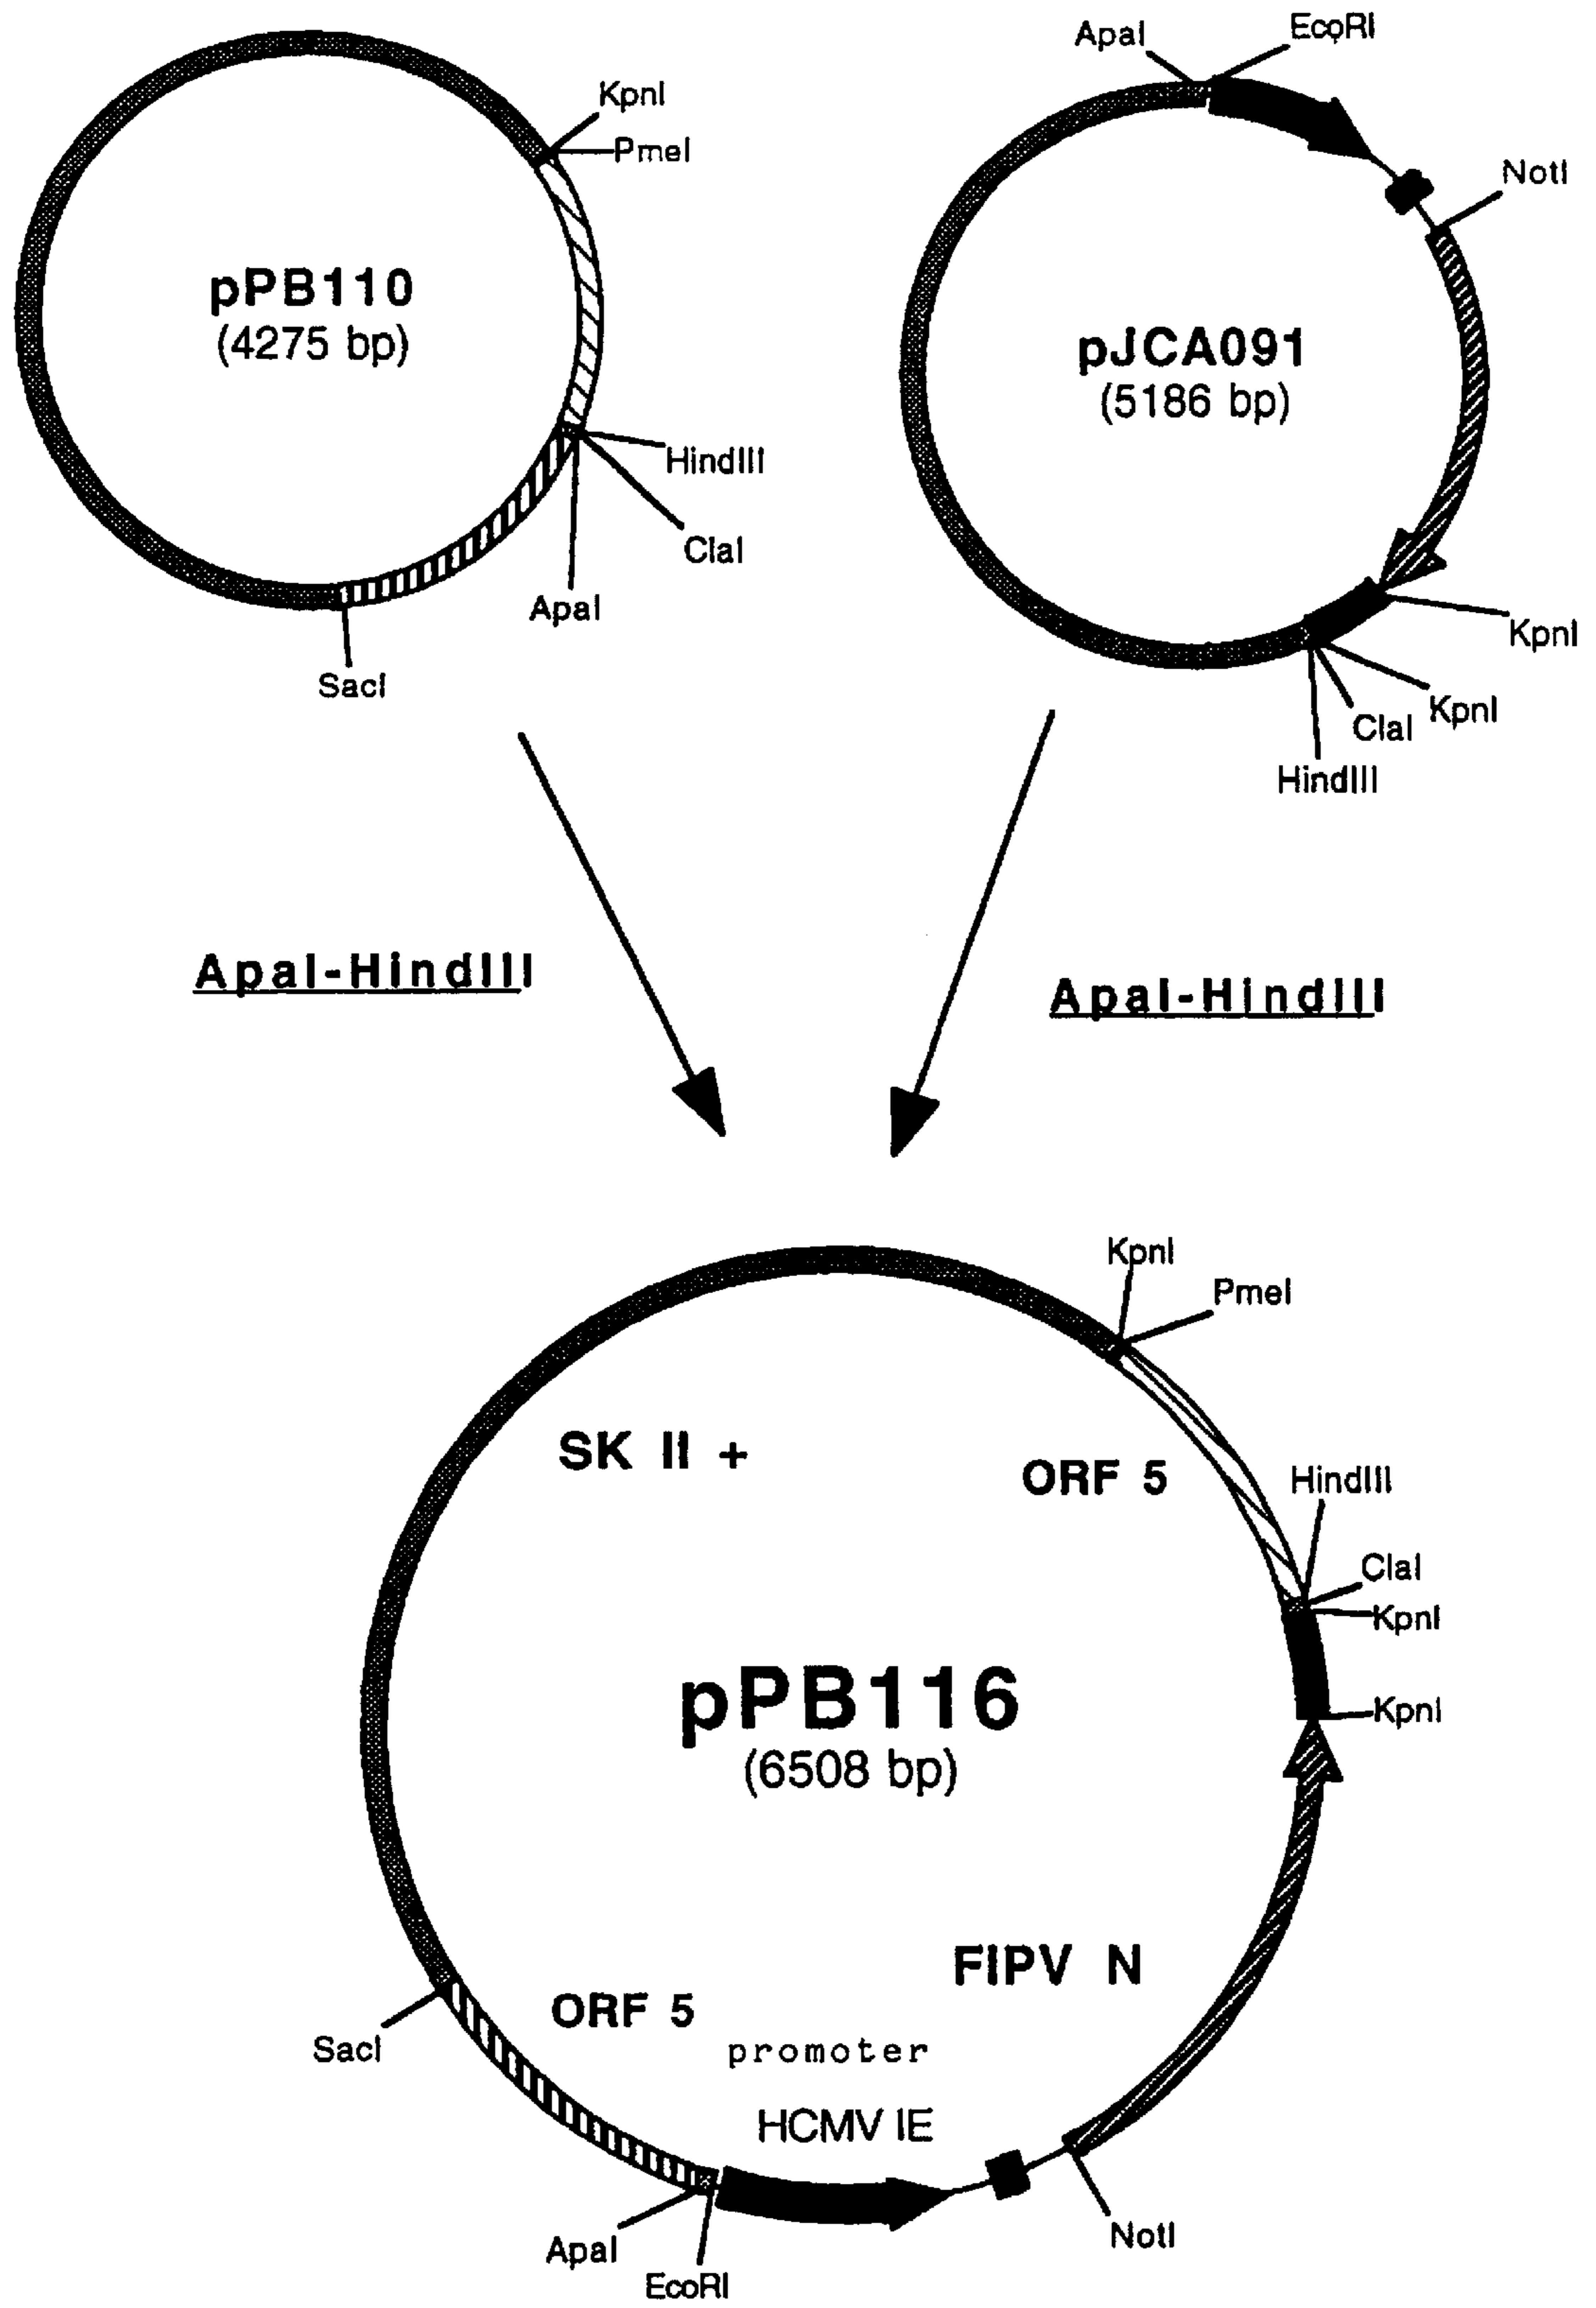 KpnI
PmeI
pPB110
(4275 bp)
HindIII
ClaI
ApaI
SacI
ApaI
EcoRI
NotI
pJCA091
(5186 bp)
KpnI
KpnI
ClaI
HindIII
ApaI-HindIII
ApaI-HindIII
KpnI
PmeI
SK II +
ORF 5
HindIII
ClaI
KpnI
pPB116
(6508 bp)
KpnI
FIPV N
ORF 5
SacI
promoter
HCMV IE
ApaI
EcoRI
NotI